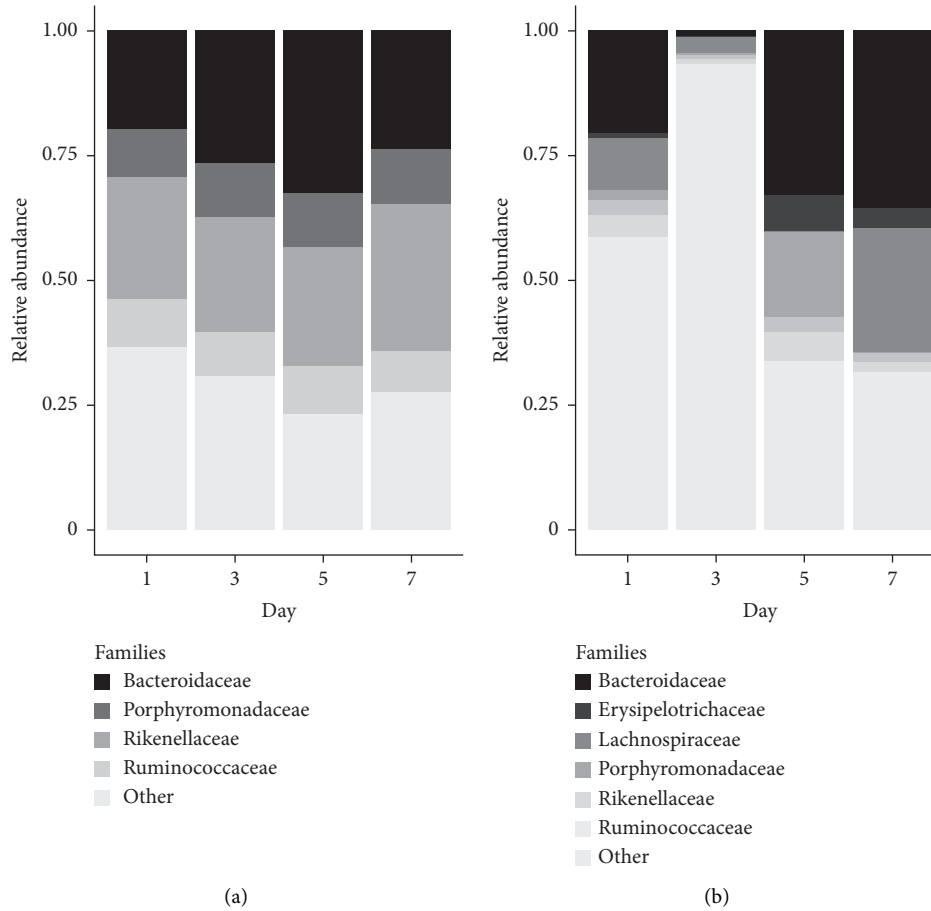 1.00
0.75
0.50
0.25
0
Relative abundance
1 3 5 7
Day
Families
Bacteroidaceae
Porphyromonadaceae
Rikenellaceae
Ruminococcaceae
Other
(a)
1.00
0.75
0.50
0.25
0
Relative abundance
1 3 5 7
Day
Families
Bacteroidaceae
Erysipelotrichaceae
Lachnospiraceae
Porphyromonadaceae
Rikenellaceae
Ruminococcaceae
Other
(b)